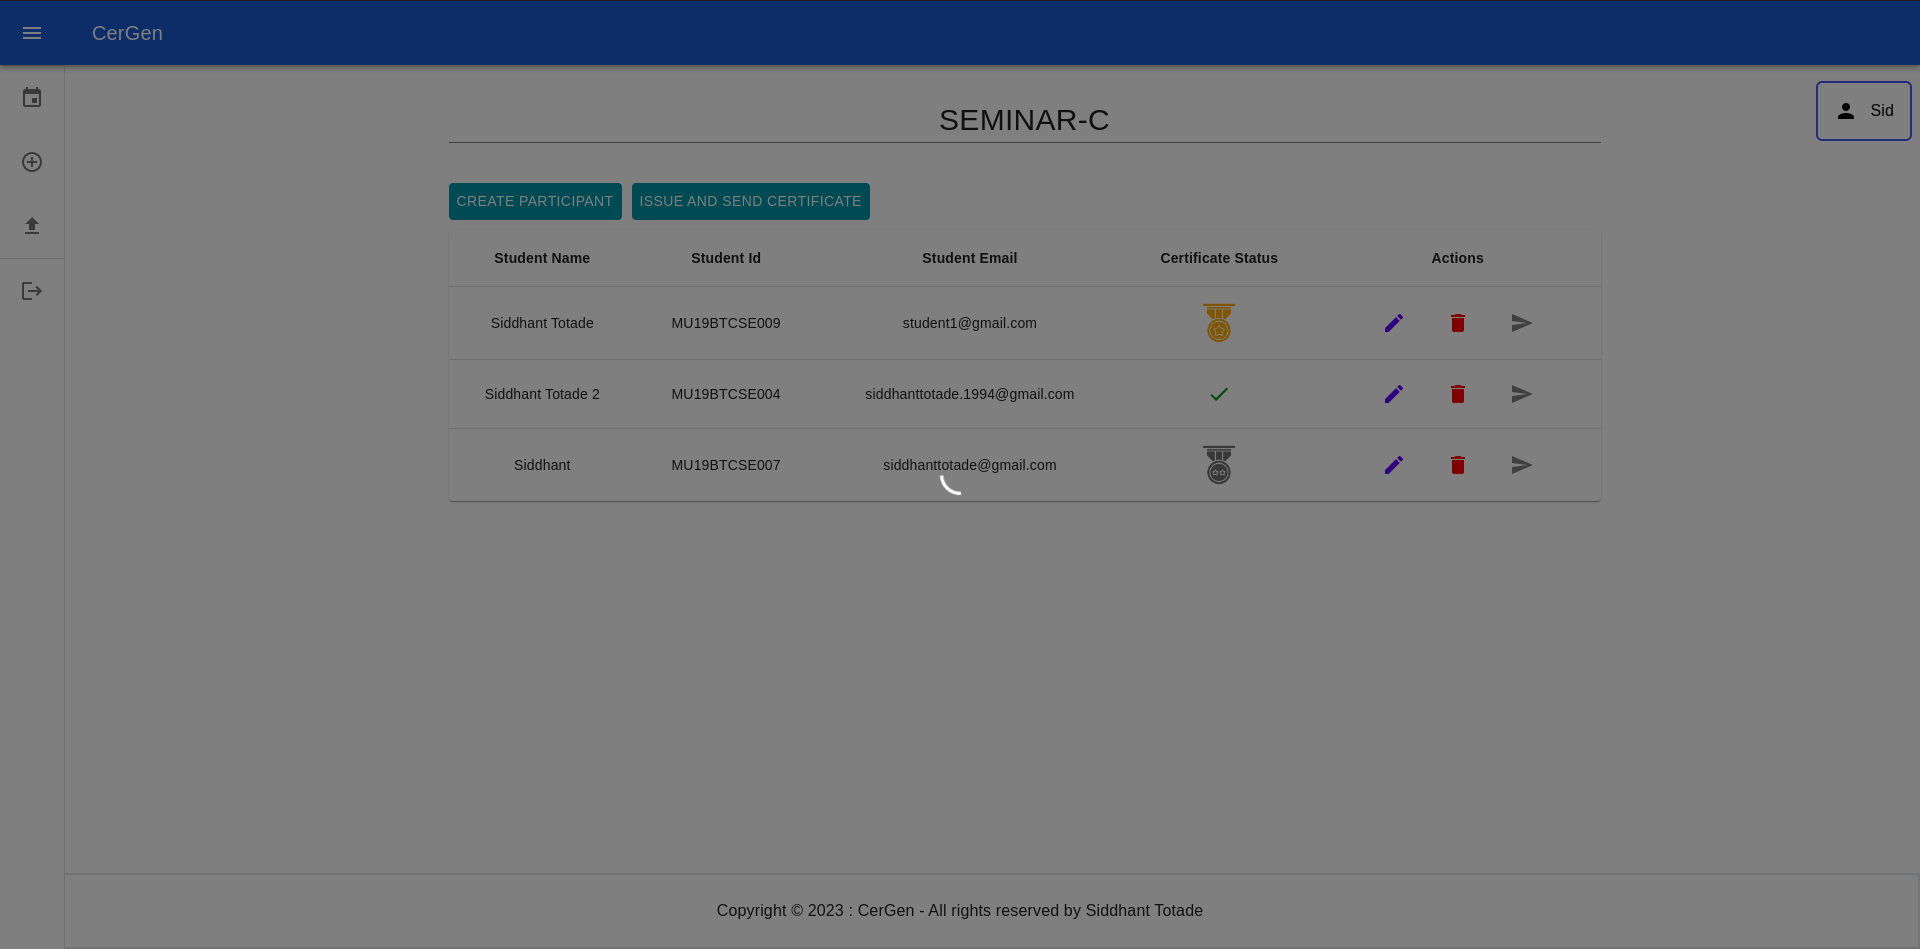 CerGen
Sid
SEMINAR-C
CREATE PARTICIPANT ISSUE AND SEND CERTIFICATE
Student Name Student Id Student Email Certificate Status Actions
Siddhant Totade MU19BTCSE009 student1@gmail.com
Siddhant Totade 2 MU19BTCSE004 siddhanttotade.1994@gmail.com
Siddhant MU19BTCSE007 siddhanttotade@gmail.com
Copyright © 2023 : CerGen - All rights reserved by Siddhant Totade